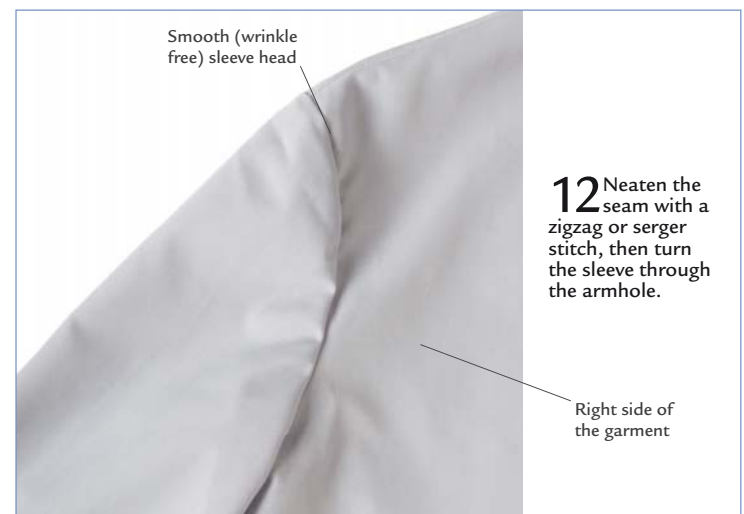 Smooth (wrinkle
free) sleeve head
12 Neaten the
seam with a
zigzag or serger
stitch, then turn
the sleeve through
the armhole.
Right side of
the garment